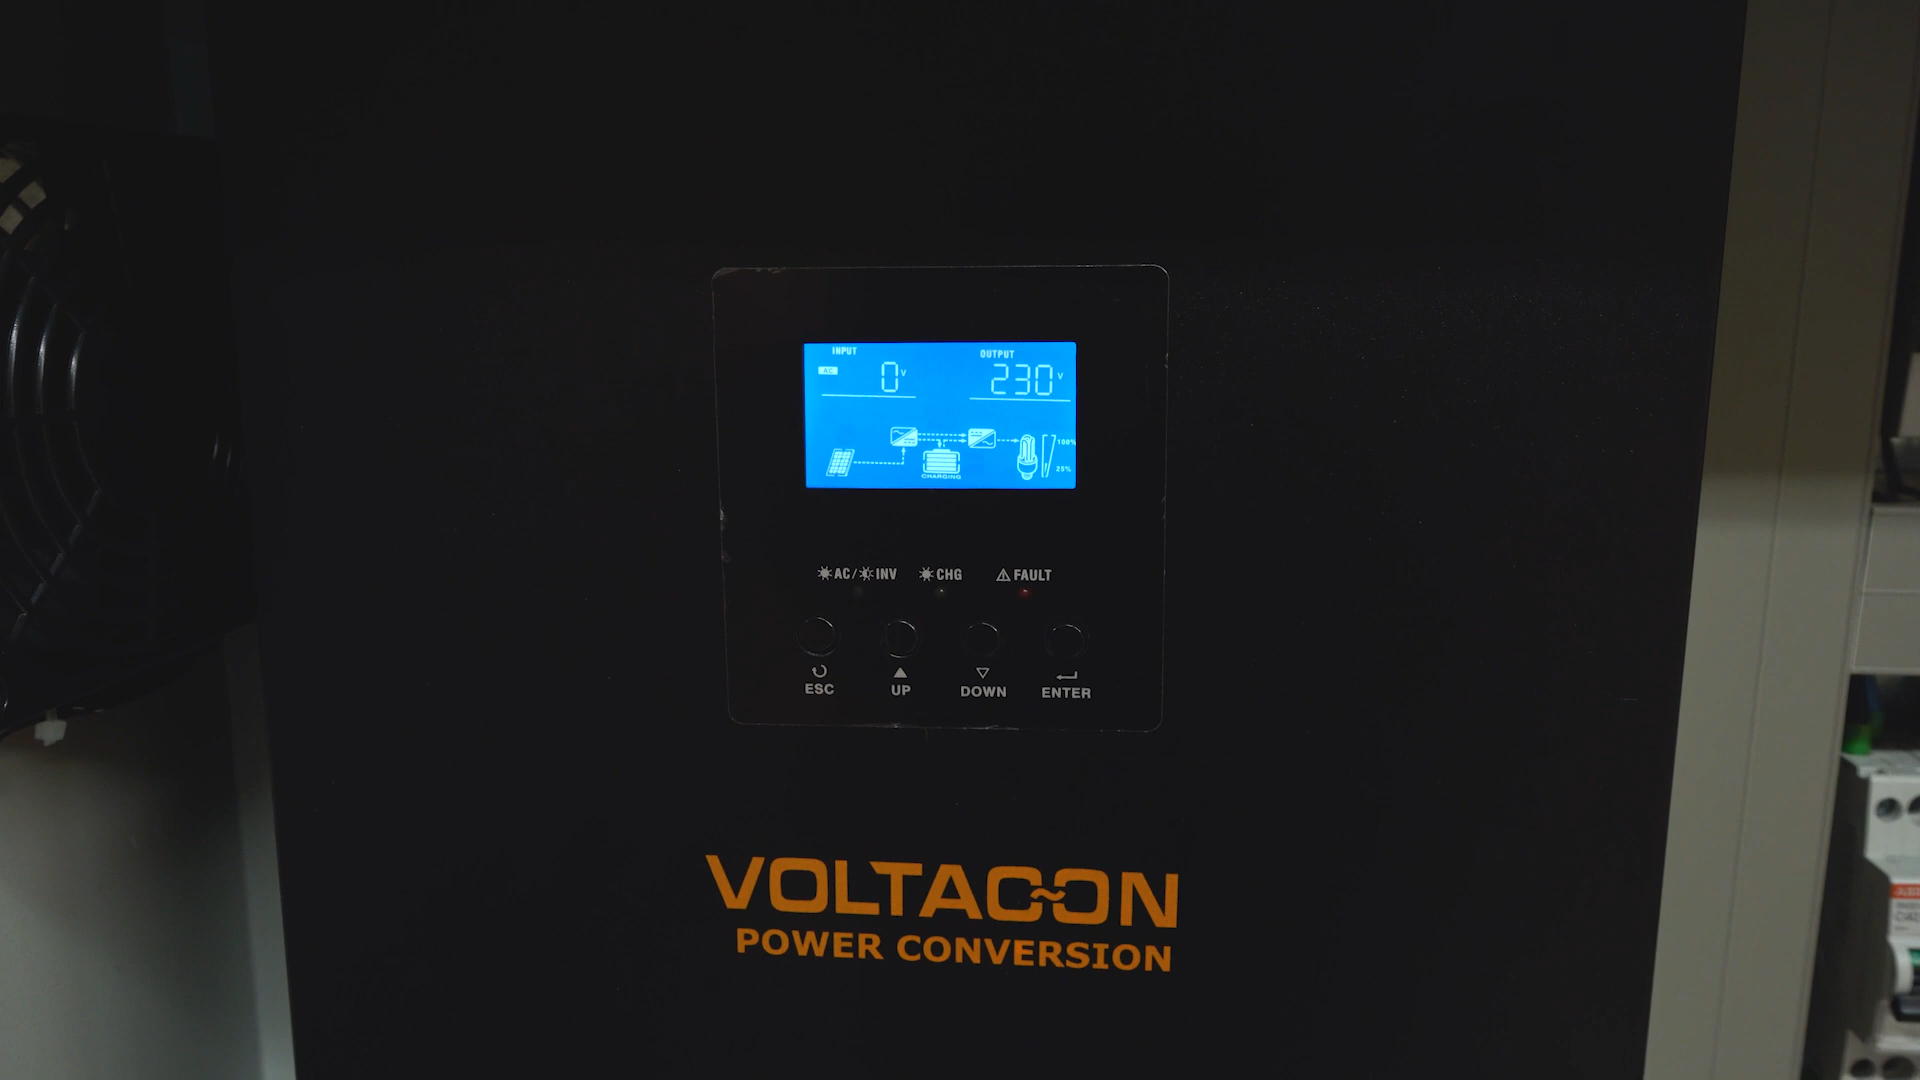 INPUT
OUTPUT
AC
0V
230V
100%
25%
CHARGING
AC/INV
CHG
FAULT
ESC
UP
DOWN
ENTER
VOLTACON
POWER CONVERSION